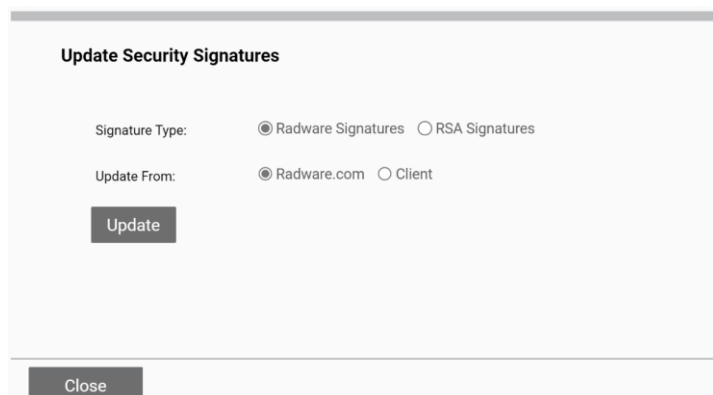 Update Security Signatures
Signature Type: Radware Signatures RSA Signatures
Update From: Radware.com Client
Update
Close